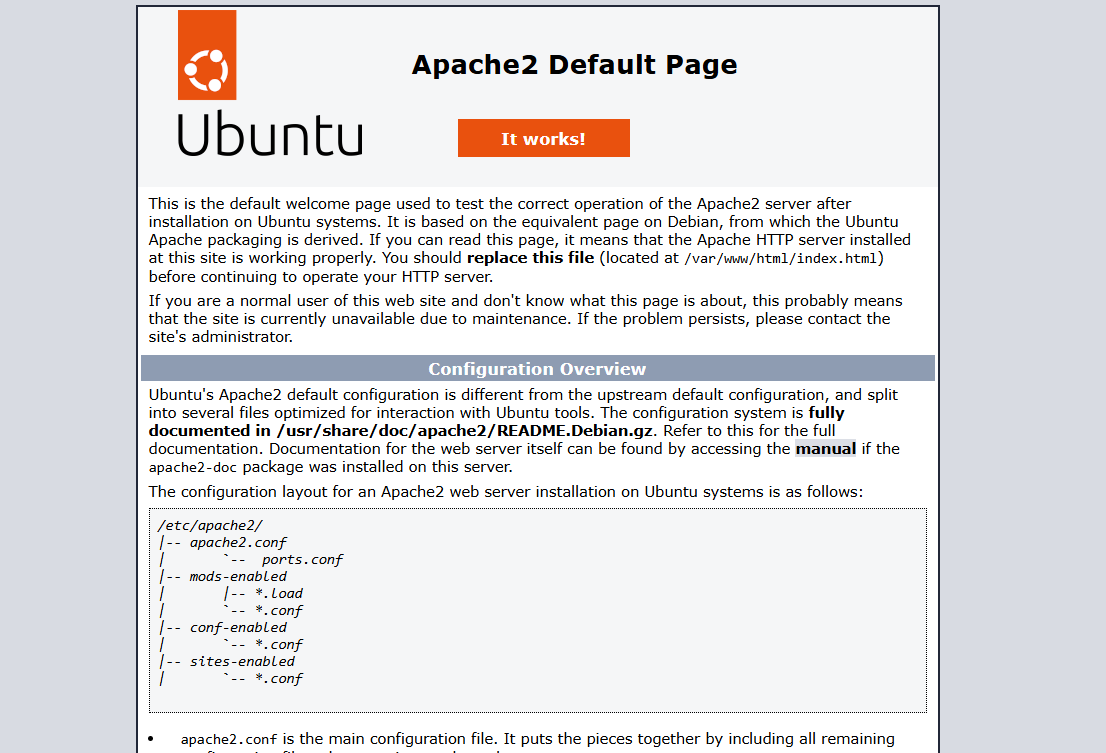 Apache2 Default Page
Ubuntu
It works!
This is the default welcome page used to test the correct operation of the Apache2 server after
installation on Ubuntu systems. It is based on the equivalent page on Debian, from which the Ubuntu
Apache packaging is derived. If you can read this page, it means that the Apache HTTP server installed
at this site is working properly. You should replace this file (located at /var/www/html/index.html)
before continuing to operate your HTTP server.
If you are a normal user of this web site and don't know what this page is about, this probably means
that the site is currently unavailable due to maintenance. If the problem persists, please contact the
site's administrator.
Configuration Overview
Ubuntu's Apache2 default configuration is different from the upstream default configuration, and split
into several files optimized for interaction with Ubuntu tools. The configuration system is fully
documented in /usr/share/doc/apache2/README.Debian.gz. Refer to this for the full
documentation. Documentation for the web server itself can be found by accessing the manual if the
apache2-doc package was installed on this server.
The configuration layout for an Apache2 web server installation on Ubuntu systems is as follows:
/etc/apache2/
|-- apache2.conf
|       `--  ports.conf
|-- mods-enabled
|       |-- *.load
|       `-- *.conf
|-- conf-enabled
|       `-- *.conf
|-- sites-enabled
|       `-- *.conf
• apache2.conf is the main configuration file. It puts the pieces together by including all remaining